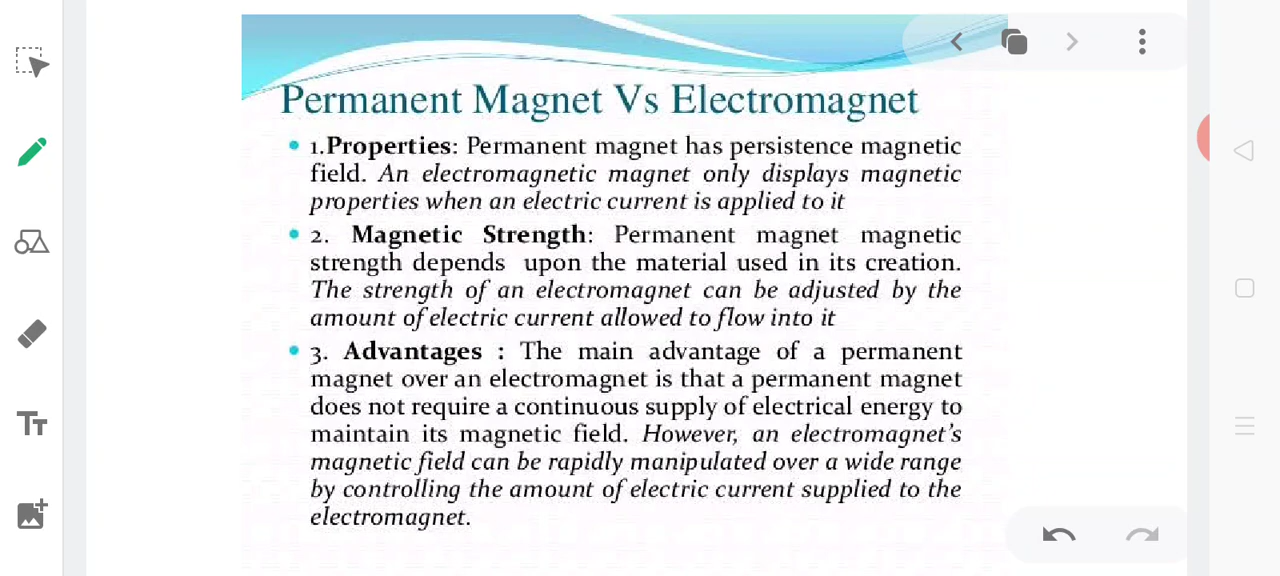 Permanent Magnet Vs Electromagnet
• 1.Properties: Permanent magnet has persistence magnetic
field. An electromagnetic magnet only displays magnetic
properties when an electric current is applied to it
• 2. Magnetic Strength: Permanent magnet magnetic
strength depends upon the material used in its creation.
The strength of an electromagnet can be adjusted by the
amount of electric current allowed to flow into it
• 3. Advantages : The main advantage of a permanent
magnet over an electromagnet is that a permanent magnet
does not require a continuous supply of electrical energy to
maintain its magnetic field. However, an electromagnet's
magnetic field can be rapidly manipulated over a wide range
by controlling the amount of electric current supplied to the
electromagnet.
TT